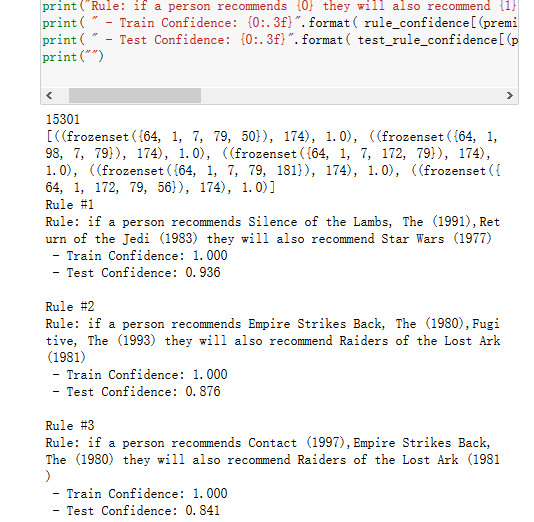 print("Rule: if a person recommends {0} they will also recommend {1}
print( " - Train Confidence: {0:.3f}".format( rule_confidence[(premi
print( " - Test Confidence: {0:.3f}".format( test_rule_confidence[(p
print("")
15301
[((frozenset({64, 1, 7, 79, 50}), 174), 1.0), ((frozenset({64, 1,
98, 7, 79}), 174), 1.0), ((frozenset({64, 1, 7, 172, 79}), 174),
1.0), ((frozenset({64, 1, 7, 79, 181}), 174), 1.0), ((frozenset({
64, 1, 172, 79, 56}), 174), 1.0)]
Rule #1
Rule: if a person recommends Silence of the Lambs, The (1991),Ret
urn of the Jedi (1983) they will also recommend Star Wars (1977)
 - Train Confidence: 1.000
 - Test Confidence: 0.936
Rule #2
Rule: if a person recommends Empire Strikes Back, The (1980),Fugi
tive, The (1993) they will also recommend Raiders of the Lost Ark
(1981)
 - Train Confidence: 1.000
 - Test Confidence: 0.876
Rule #3
Rule: if a person recommends Contact (1997),Empire Strikes Back,
The (1980) they will also recommend Raiders of the Lost Ark (1981
)
 - Train Confidence: 1.000
 - Test Confidence: 0.841